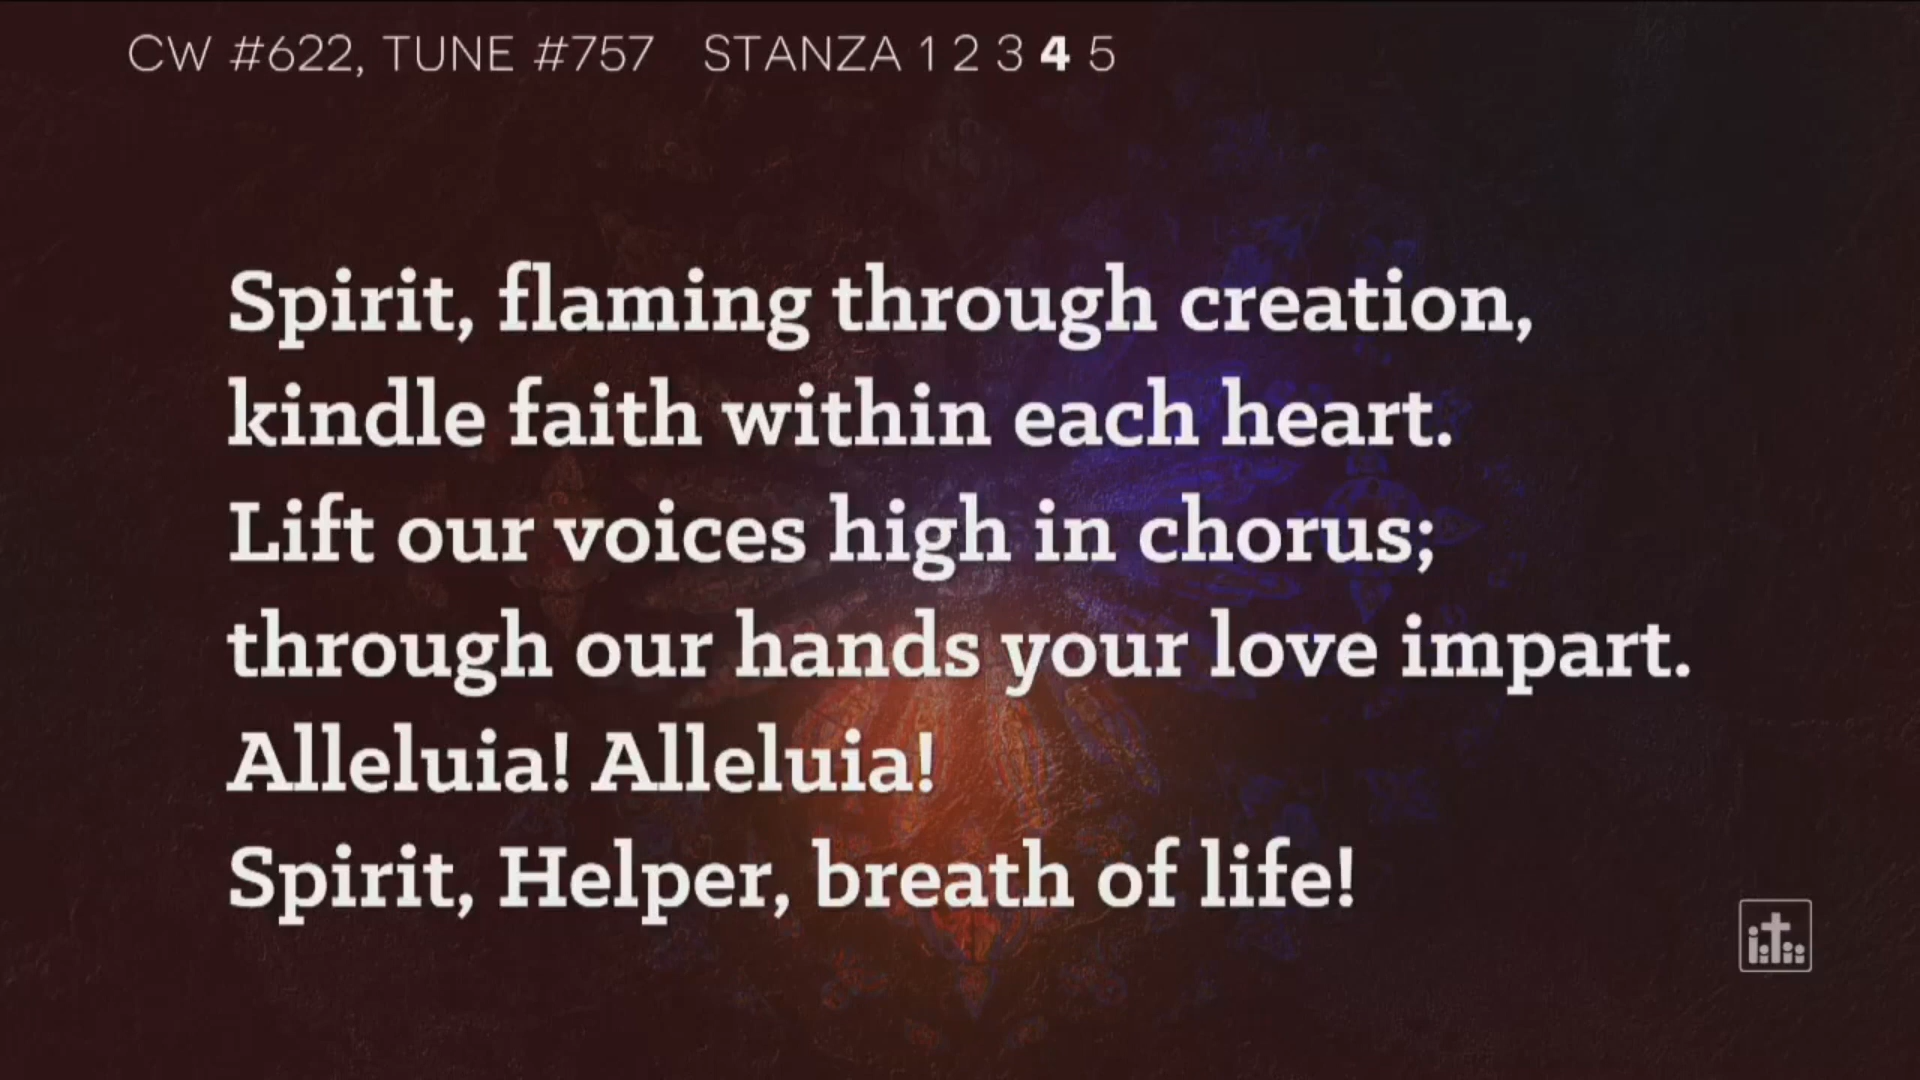 CW #622, TUNE #757 STANZA 1 2 3 4 5
Spirit, flaming through creation,
kindle faith within each heart.
Lift our voices high in chorus;
through our hands your love impart.
Alleluia! Alleluia!
Spirit, Helper, breath of life!